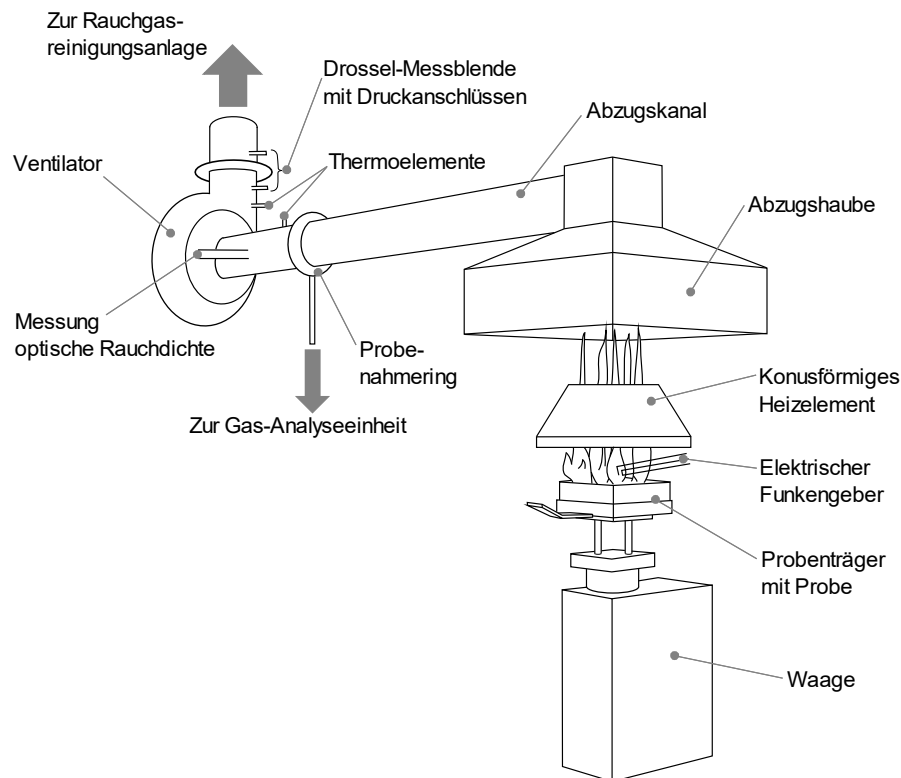 Zur Rauchgas-
reinigungsanlage
Drossel-Messblende
mit Druckanschlüssen
Abzugskanal
Ventilator
Thermoelemente
Abzugshaube
Messung
optische Rauchdichte
Probe-
nahmering
Zur Gas-Analyseeinheit
Konusförmiges
Heizelement
Elektrischer
Funkengeber
Probenträger
mit Probe
Waage